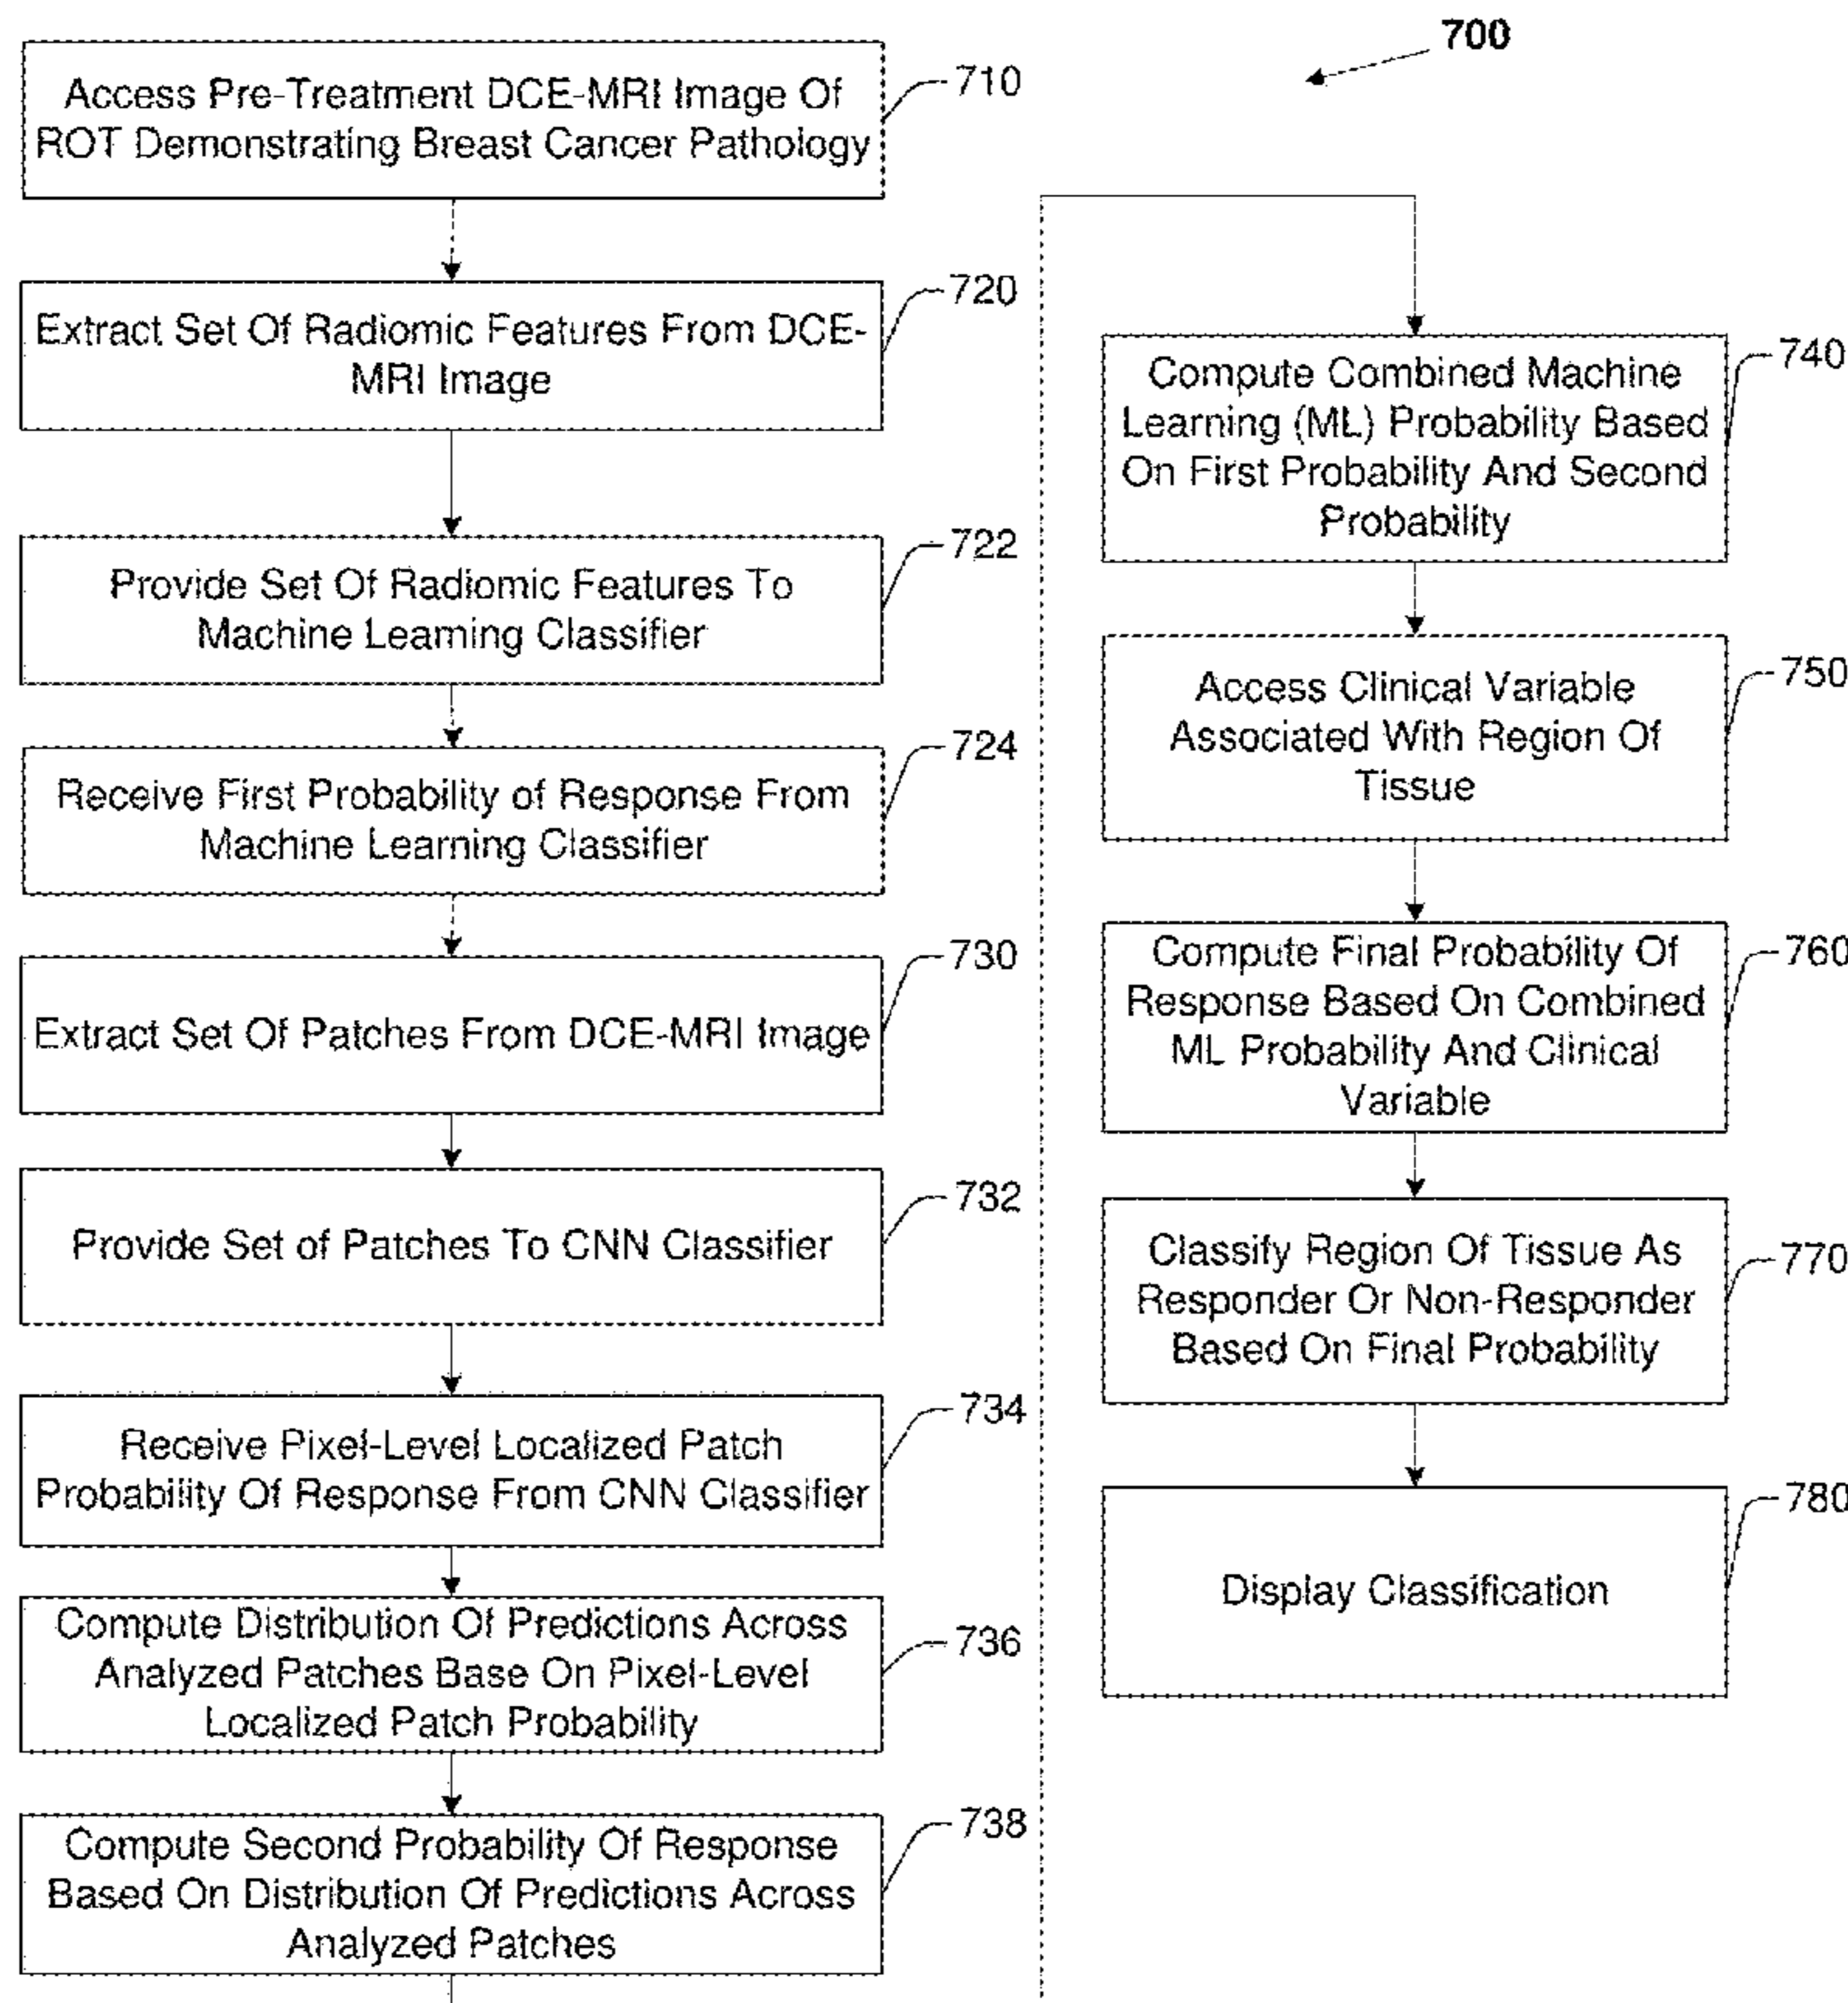 700
Access Pre-Treatment DCE-MRI Image Of
ROT Demonstrating Breast Cancer Pathology
710
Extract Set Of Radiomic Features From DCE-
MRI Image
720
Provide Set Of Radiomic Features To
Machine Learning Classifier
722
Receive First Probability of Response From
Machine Learning Classifier
724
Extract Set Of Patches From DCE-MRI Image
730
Provide Set of Patches To CNN Classifier
732
Receive Pixel-Level Localized Patch
Probability Of Response From CNN Classifier
734
Compute Distribution Of Predictions Across
Analyzed Patches Base On Pixel-Level
Localized Patch Probability
736
Compute Second Probability Of Response
Based On Distribution Of Predictions Across
Analyzed Patches
738
Compute Combined Machine
Learning (ML) Probability Based
On First Probability And Second
Probability
740
Access Clinical Variable
Associated With Region Of
Tissue
750
Compute Final Probability Of
Response Based On Combined
ML Probability And Clinical
Variable
760
Classify Region Of Tissue As
Responder Or Non-Responder
Based On Final Probability
770
Display Classification
780